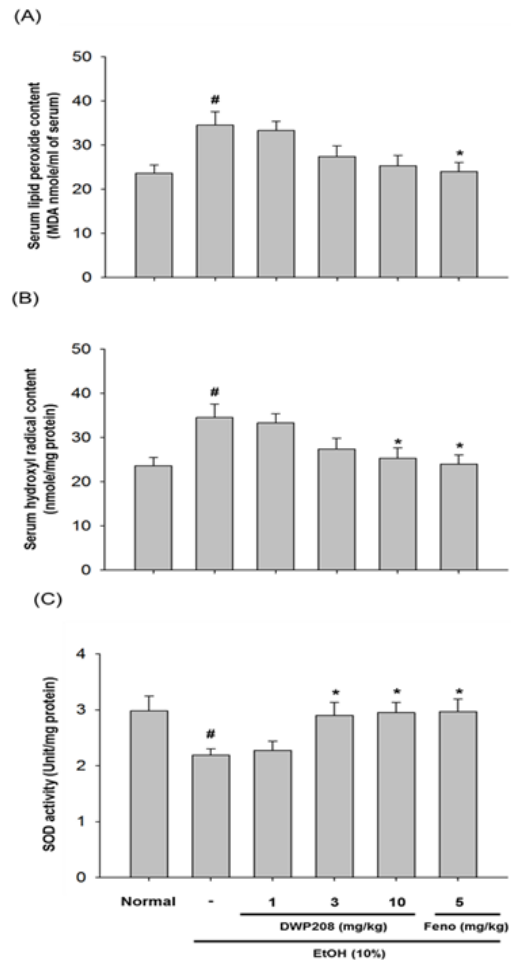 (A)
Serum lipid peroxide content
(MDA nmole/ml of serum)
50
40
30
20
10
0
#
*
(B)
Serum hydroxyl radical content
(nmole/mg protein)
50
40
30
20
10
0
#
*
*
(C)
SOD activity (Unit/mg protein)
4
3
2
1
0
#
*
*
*
Normal - 1 3 10 5
DWP208 (mg/kg) Feno (mg/kg)
EtOH (10%)